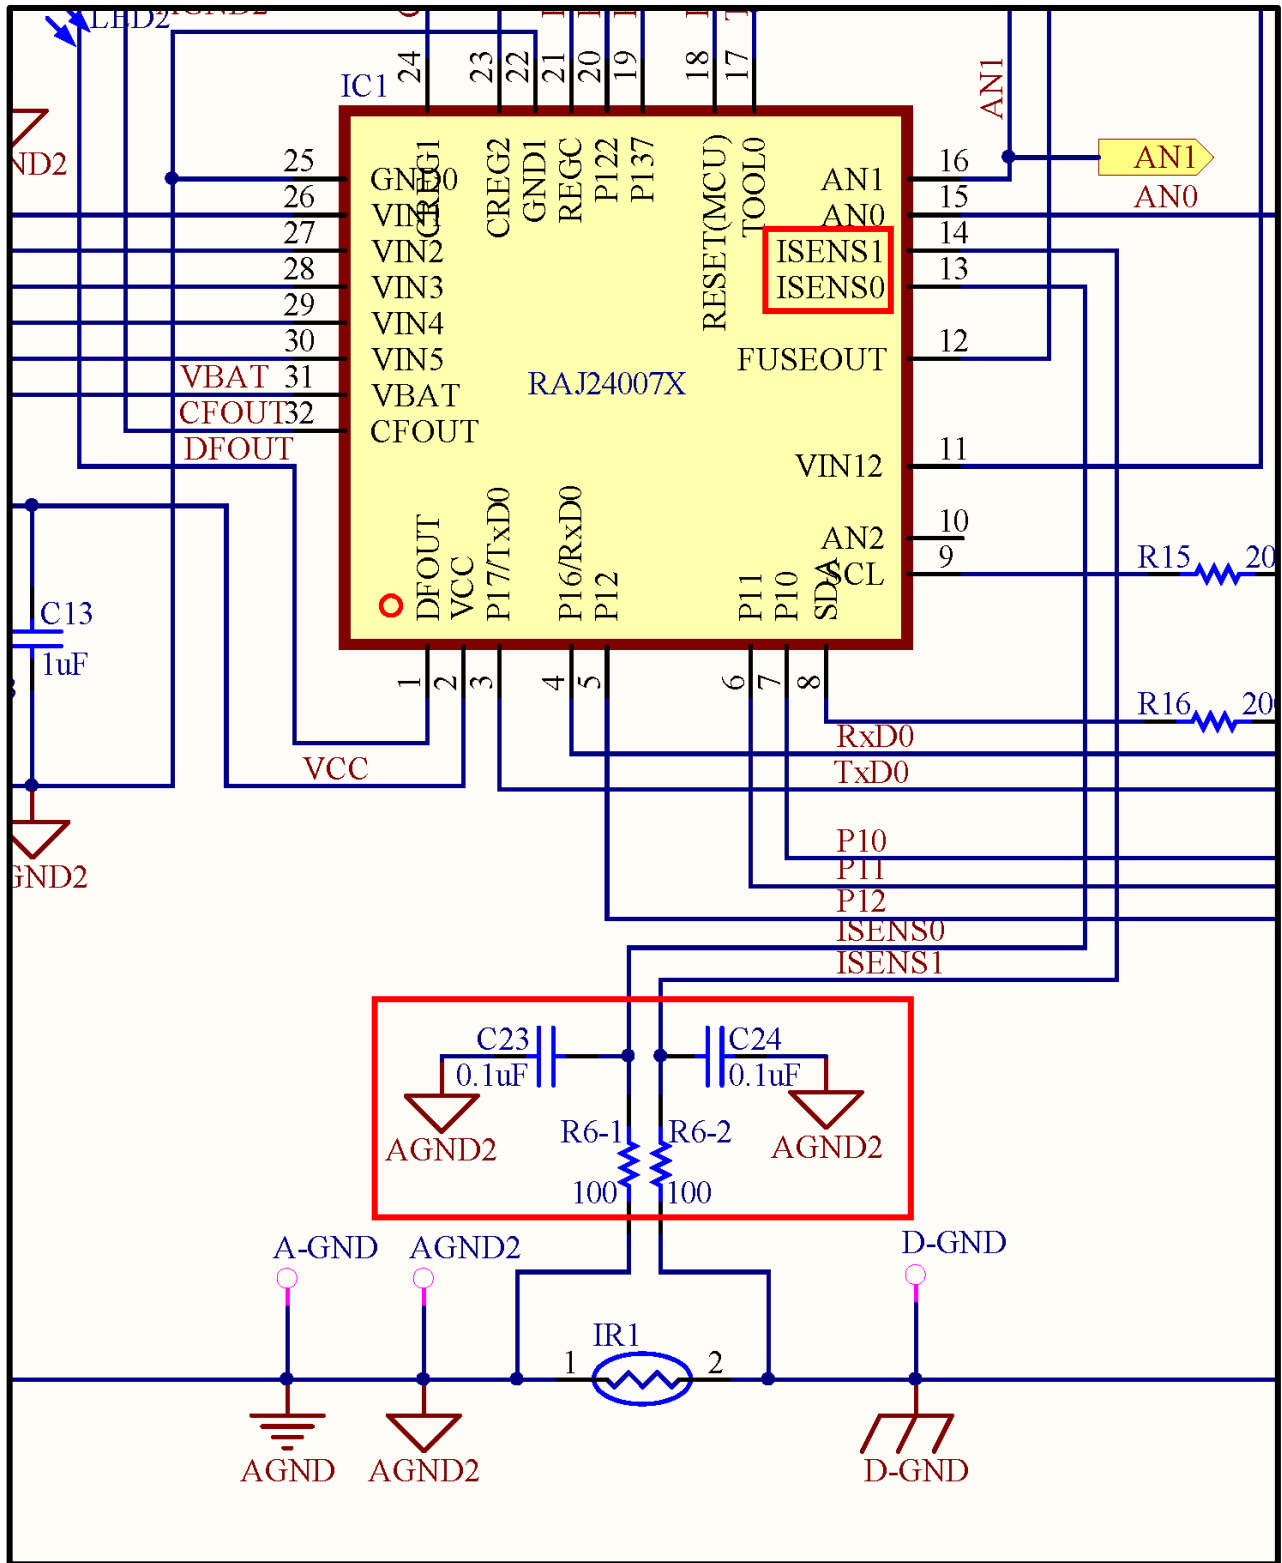 LED2
AGND2
24
23
22
21
20
19
18
17
IC1
AN1
ND2
25
26
27
28
29
30
31
32
GND0
VIN1
VIN2
VIN3
VIN4
VIN5
VBAT
CFOUT
CREG1
CREG2
GND1
REGC
P122
P137
RESET(MCU)
TOOL0
AN1
AN0
ISENS1
ISENS0
FUSEOUT
VIN12
AN2
SCL
16
15
14
13
12
11
10
9
AN1
AN0
VBAT
CFOUT
DFOUT
RAJ24007X
DFOUT
VCC
P17/TxD0
P16/RxD0
P12
P11
P10
SDA
R15
20
C13
1uF
1
2
3
4
5
6
7
8
R16
20
VCC
RxD0
TxD0
P10
P11
P12
ISENS0
ISENS1
GND2
C23
0.1uF
C24
0.1uF
AGND2
AGND2
R6-1
100
R6-2
100
A-GND
AGND2
D-GND
IR1
1
2
AGND
AGND2
D-GND